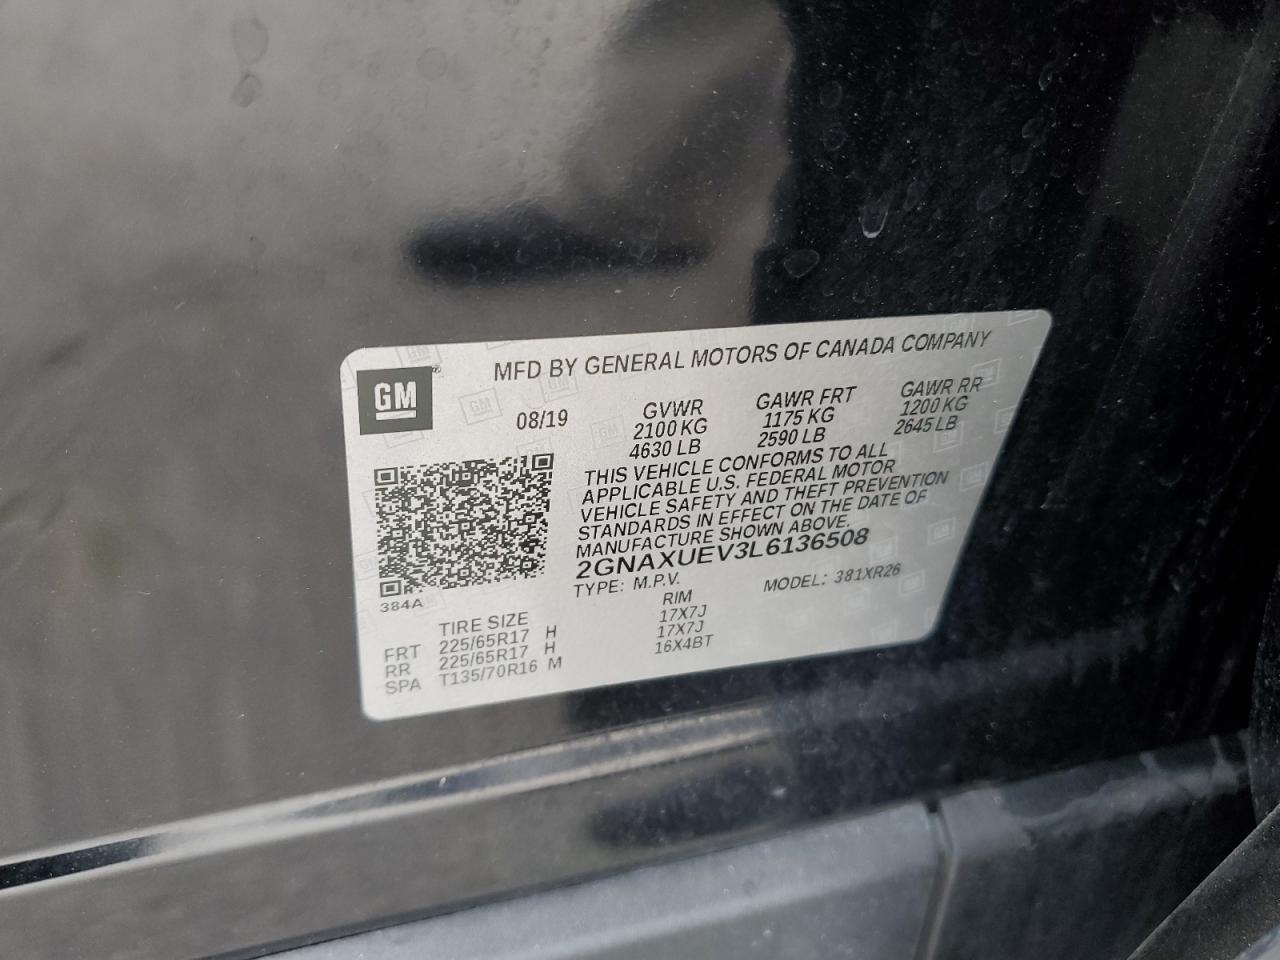 GM®
MFD BY GENERAL MOTORS OF CANADA COMPANY
08/19
GVWR
2100 KG
4630 LB
GAWR FRT
1175 KG
2590 LB
GAWR RR
1200 KG
2645 LB
THIS VEHICLE CONFORMS TO ALL
APPLICABLE U.S. FEDERAL MOTOR
VEHICLE SAFETY AND THEFT PREVENTION
STANDARDS IN EFFECT ON THE DATE OF
MANUFACTURE SHOWN ABOVE.
2GNAXUEV3L6136508
TYPE: M.P.V. MODEL: 381XR26
384A
TIRE SIZE RIM
FRT 225/65R17 H 17X7J
RR 225/65R17 H 17X7J
SPA T135/70R16 M 16X4BT